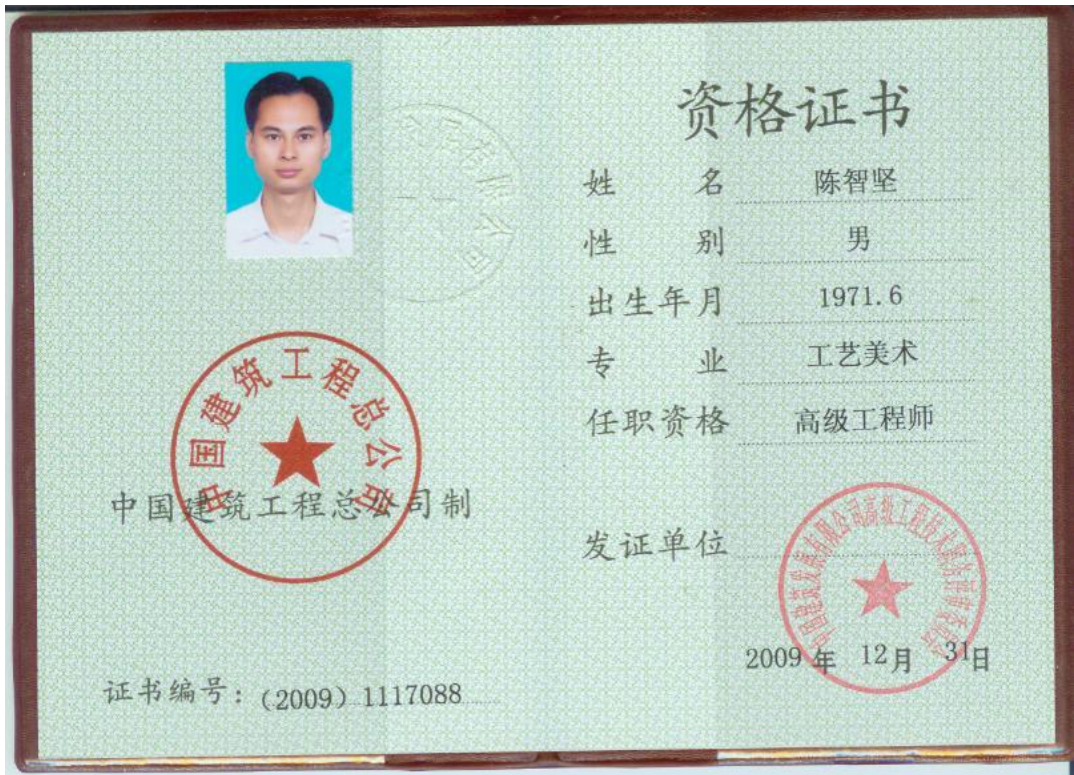 资格证书
姓名 陈智坚
性别 男
出生年月 1971.6
专业 工艺美术
任职资格 高级工程师
中国建筑工程总公司
中国建筑工程总公司制
发证单位
2009年12月31日
证书编号：(2009) 1117088